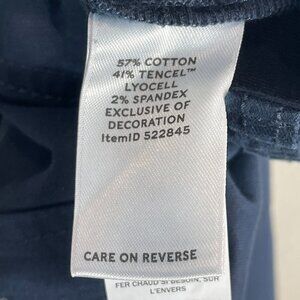 57% COTTON
41% TENCEL™
LYOCELL
2% SPANDEX
EXCLUSIVE OF
DECORATION
ItemID 522845
CARE ON REVERSE
FER CHAUD SI BESOIN, SUR
L'ENVERS